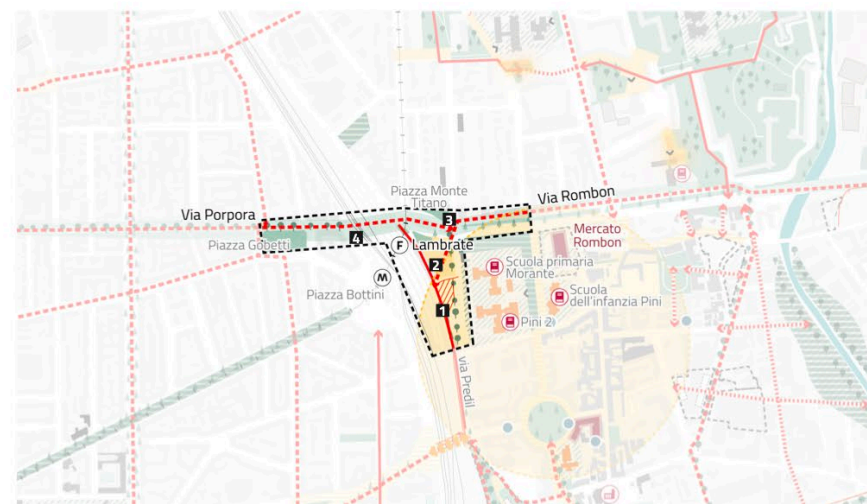 Piazza Monte
Titano
Via Rombon
Via Porpora
3
Mercato
Rombon
4
Piazza Gobetti
F Lambrate
2
Scuola primaria
Morante
M
Piazza Bottini
Scuola
dell'infanzia Pini
1
Pini 2
via Predil